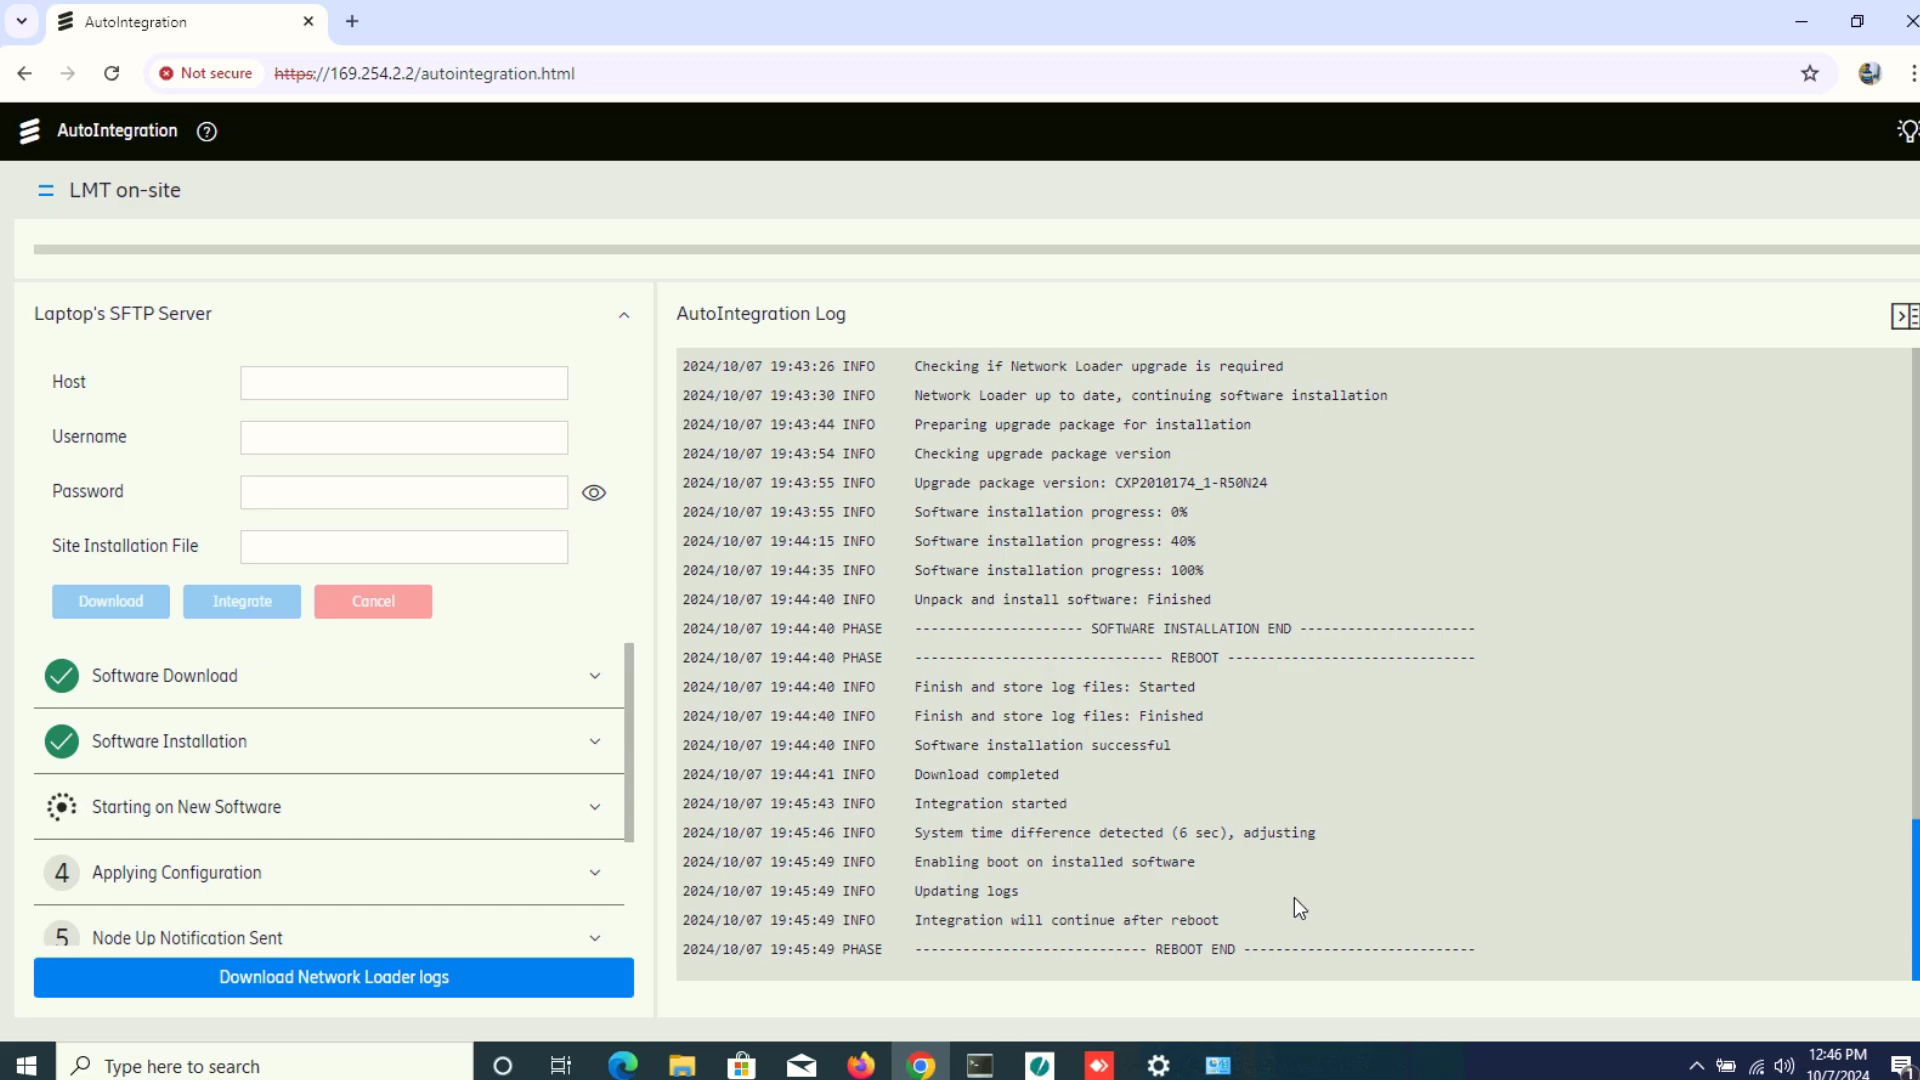 AutoIntegration
Not secure https://169.254.2.2/autointegration.html
AutoIntegration ?
LMT on-site
Laptop's SFTP Server
Host
Username
Password
Site Installation File
Download Integrate Cancel
Software Download
Software Installation
Starting on New Software
4 Applying Configuration
5 Node Up Notification Sent
Download Network Loader logs
AutoIntegration Log
2024/10/07 19:43:26 INFO Checking if Network Loader upgrade is required
2024/10/07 19:43:30 INFO Network Loader up to date, continuing software installation
2024/10/07 19:43:44 INFO Preparing upgrade package for installation
2024/10/07 19:43:54 INFO Checking upgrade package version
2024/10/07 19:43:55 INFO Upgrade package version: CXP2010174_1-R50N24
2024/10/07 19:43:55 INFO Software installation progress: 0%
2024/10/07 19:44:15 INFO Software installation progress: 40%
2024/10/07 19:44:35 INFO Software installation progress: 100%
2024/10/07 19:44:40 INFO Unpack and install software: Finished
2024/10/07 19:44:40 PHASE --------------------- SOFTWARE INSTALLATION END ----------------------
2024/10/07 19:44:40 PHASE ------------------------------- REBOOT -------------------------------
2024/10/07 19:44:40 INFO Finish and store log files: Started
2024/10/07 19:44:40 INFO Finish and store log files: Finished
2024/10/07 19:44:40 INFO Software installation successful
2024/10/07 19:44:41 INFO Download completed
2024/10/07 19:45:43 INFO Integration started
2024/10/07 19:45:46 INFO System time difference detected (6 sec), adjusting
2024/10/07 19:45:49 INFO Enabling boot on installed software
2024/10/07 19:45:49 INFO Updating logs
2024/10/07 19:45:49 INFO Integration will continue after reboot
2024/10/07 19:45:49 PHASE ----------------------------- REBOOT END -----------------------------
Type here to search
12:46 PM
10/7/2024
1